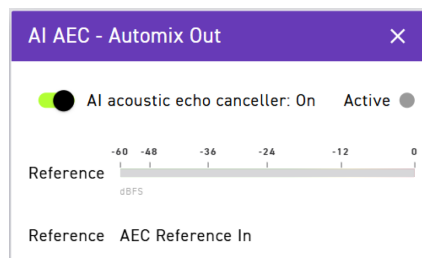 AI AEC - Automix Out
AI acoustic echo canceller: On Active
-60 -48 -36 -24 -12 0
Reference
dBFS
Reference AEC Reference In